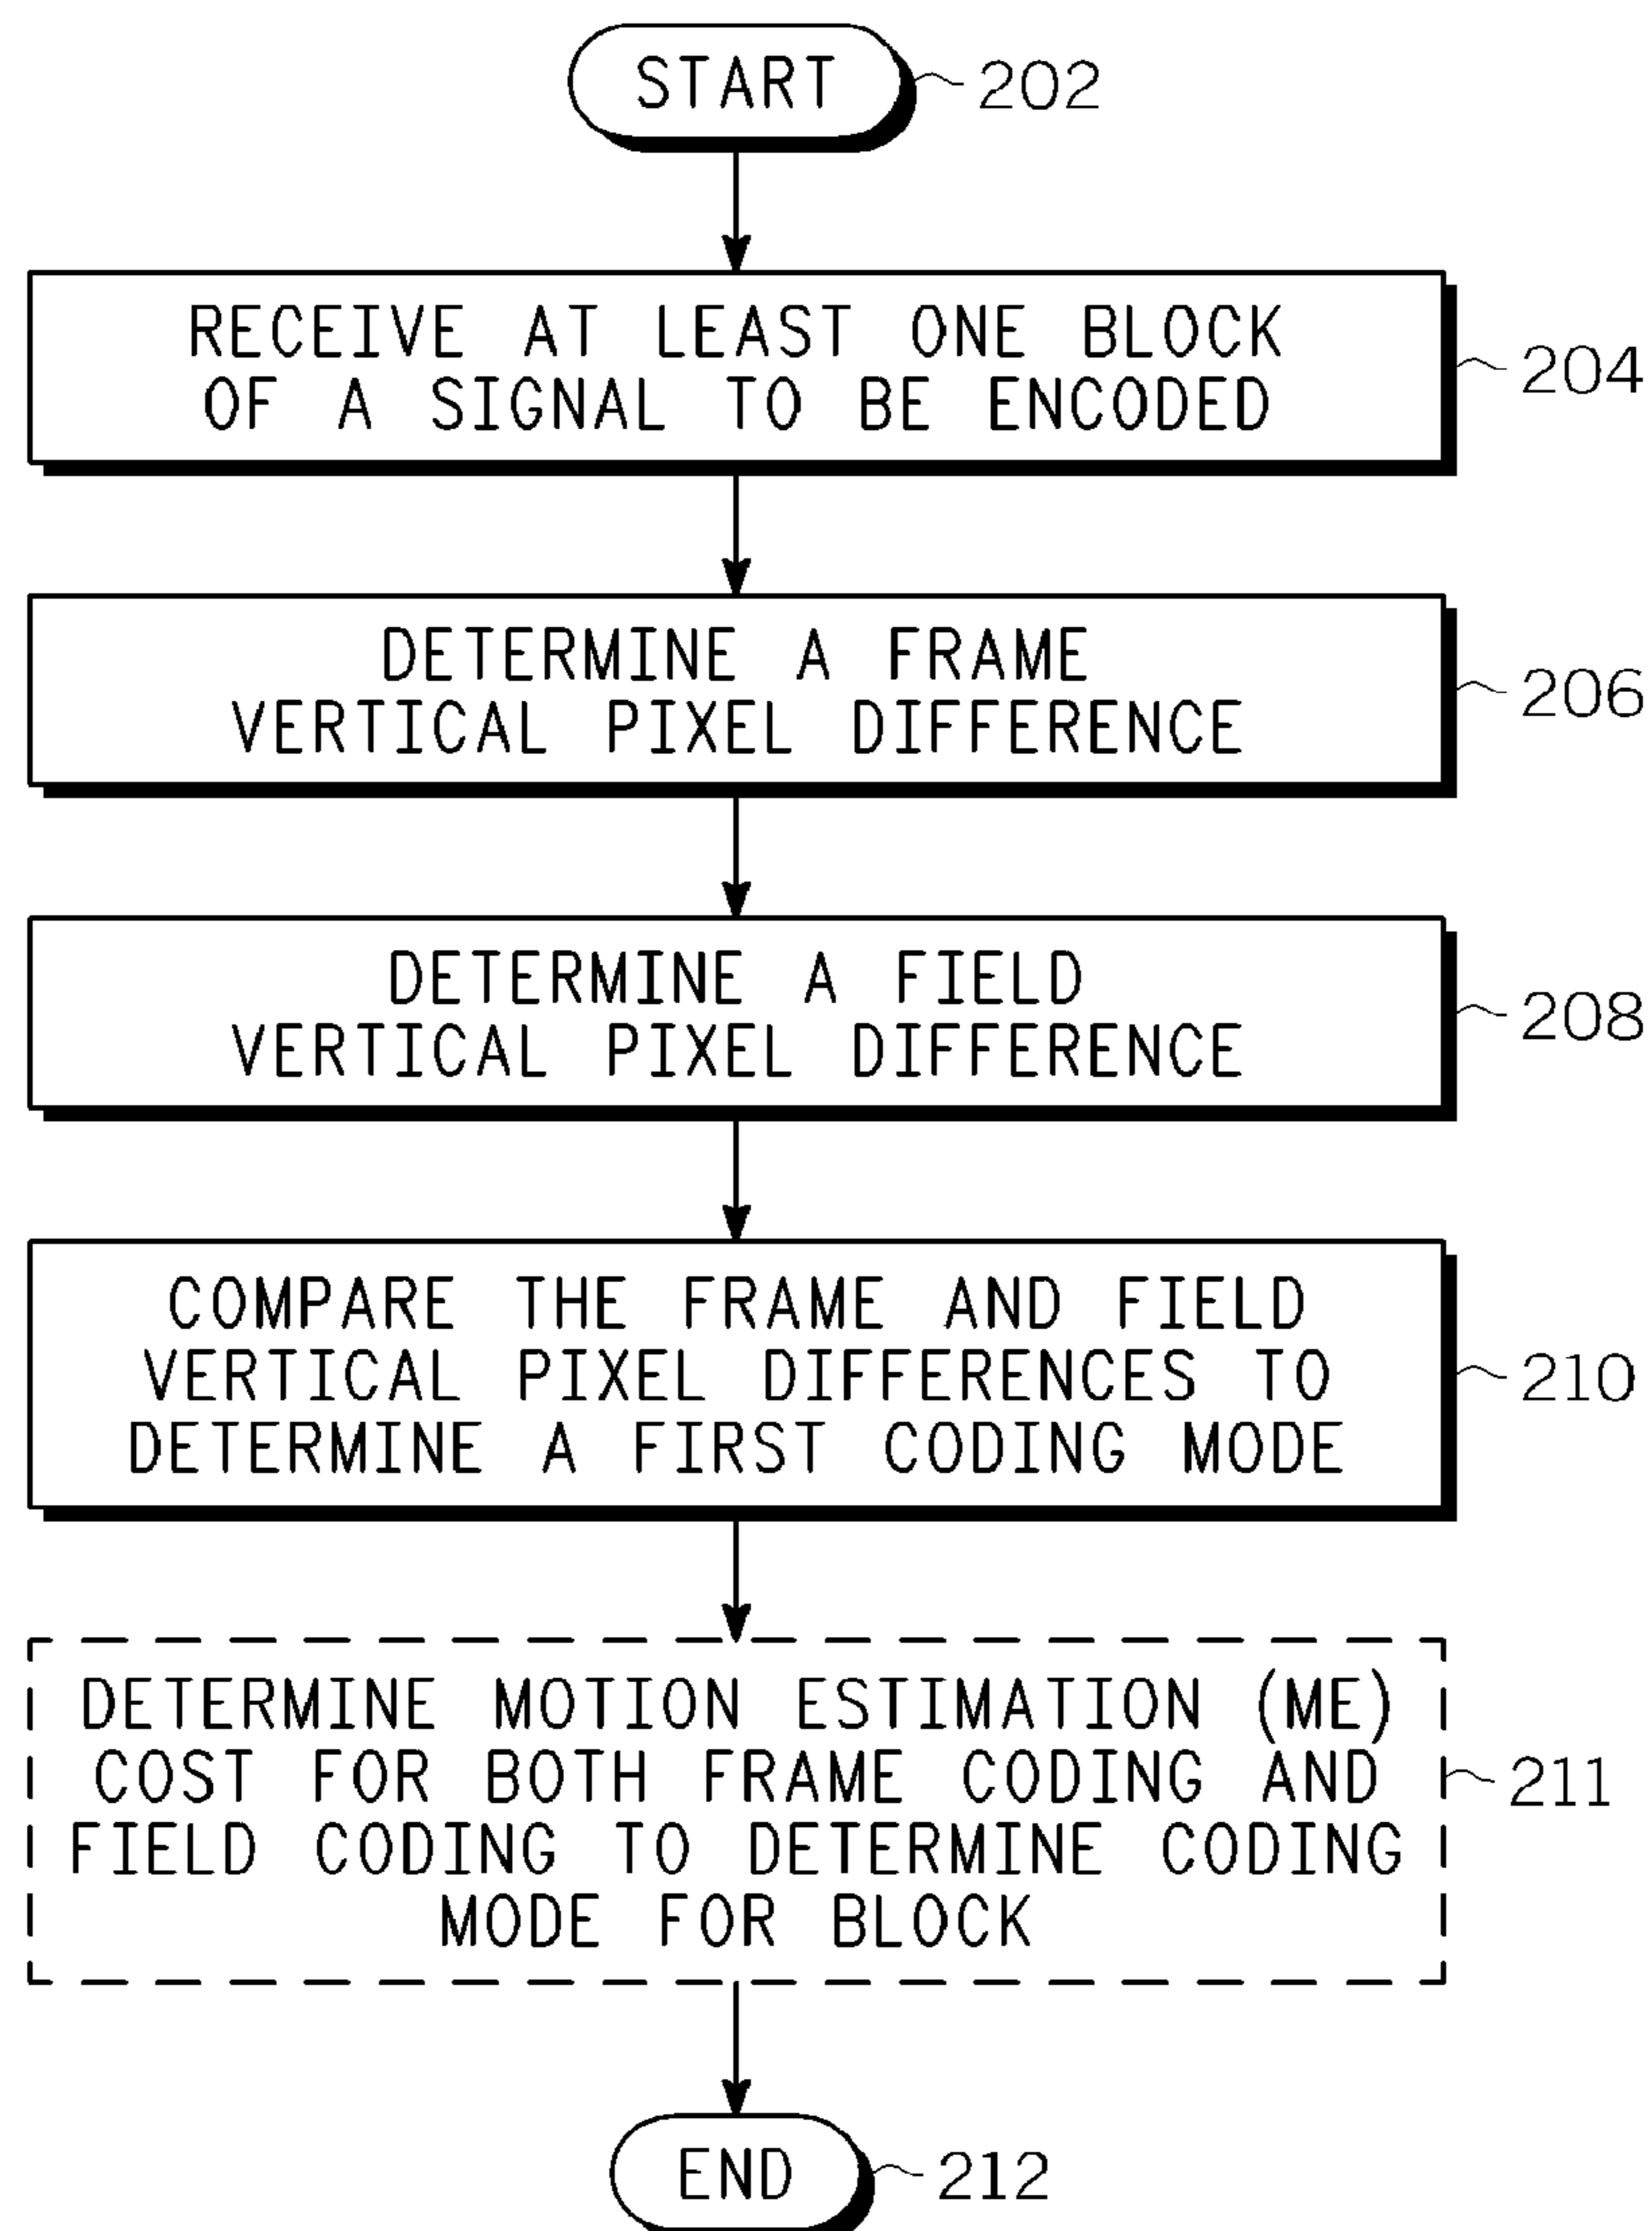 START
202
RECEIVE AT LEAST ONE BLOCK
OF A SIGNAL TO BE ENCODED
204
DETERMINE A FRAME
VERTICAL PIXEL DIFFERENCE
206
DETERMINE A FIELD
VERTICAL PIXEL DIFFERENCE
208
COMPARE THE FRAME AND FIELD
VERTICAL PIXEL DIFFERENCES TO
DETERMINE A FIRST CODING MODE
210
DETERMINE MOTION ESTIMATION (ME)
COST FOR BOTH FRAME CODING AND
FIELD CODING TO DETERMINE CODING
MODE FOR BLOCK
211
END
212